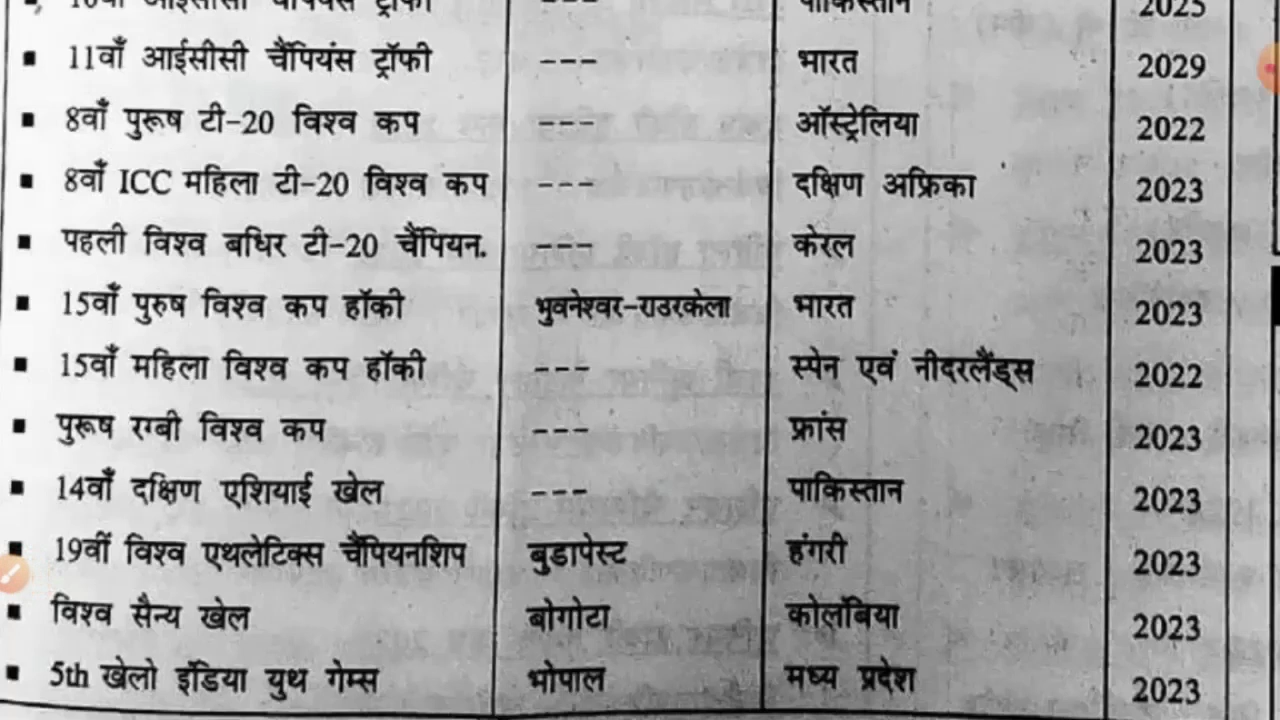 11वाँ आईसीसी चैंपियंस ट्रॉफी --- भारत 2029
8वाँ पुरूष टी-20 विश्व कप --- ऑस्ट्रेलिया 2022
8वाँ ICC महिला टी-20 विश्व कप --- दक्षिण अफ्रिका 2023
पहली विश्व बधिर टी-20 चैंपियन. --- केरल 2023
15वाँ पुरुष विश्व कप हॉकी भुवनेश्वर-राउरकेला भारत 2023
15वाँ महिला विश्व कप हॉकी --- स्पेन एवं नीदरलैंड्स 2022
पुरूष रग्बी विश्व कप --- फ्रांस 2023
14वाँ दक्षिण एशियाई खेल --- पाकिस्तान 2023
19वीं विश्व एथलेटिक्स चैंपियनशिप बुडापेस्ट हंगरी 2023
विश्व सैन्य खेल बोगोटा कोलंबिया 2023
5th खेलो इंडिया युथ गेम्स भोपाल मध्य प्रदेश 2023